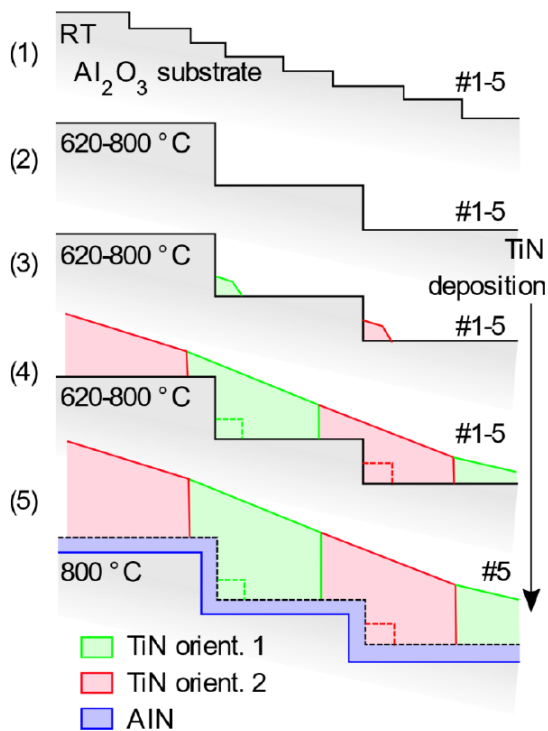 (1)
RT
Al₂O₃ substrate
#1-5
(2)
620-800 °C
#1-5
TiN
deposition
(3)
620-800 °C
#1-5
(4)
620-800 °C
#1-5
(5)
800 °C
#5
TiN orient. 1
TiN orient. 2
AlN